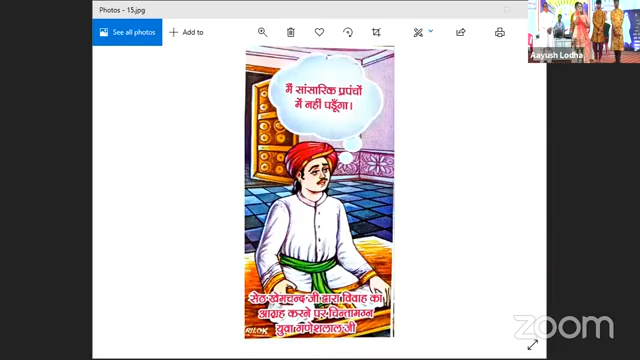 Photos - 15.jpg
See all photos
+ Add to
Aayush Lodha
मैं सांसारिक प्रपंचों
में नहीं पडूँगा।
सेठ खेमचन्द जी द्वारा विवाह का
आग्रह करने पर चिन्तामग्न
युवा गणेशलाल जी
zoom